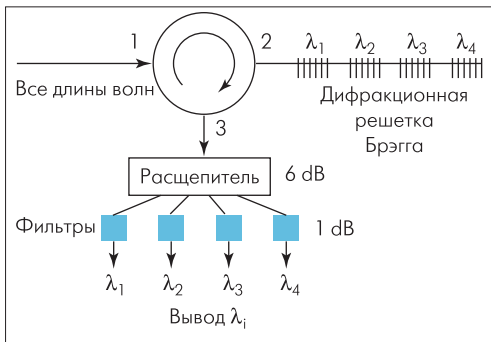 1 2 λ1 λ2 λ3 λ4
Все длины волн
Дифракционная
решетка
Брэгга
3
Расщепитель 6 dB
Фильтры 1 dB
λ1 λ2 λ3 λ4
Вывод λi